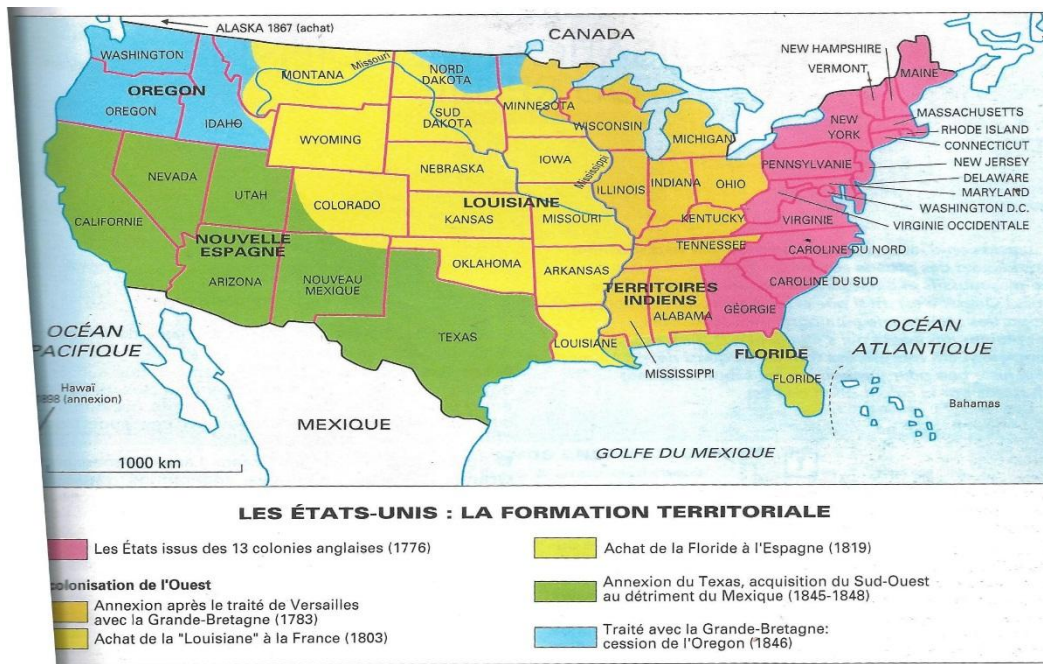 ALASKA 1867 (achat)
CANADA
WASHINGTON
OREGON
OREGON
IDAHO
MONTANA
Missouri
NORD
DAKOTA
SUD
DAKOTA
MINNESOTA
WISCONSIN
MICHIGAN
WYOMING
NEBRASKA
IOWA
Mississippi
ILLINOIS
INDIANA
OHIO
NEVADA
UTAH
COLORADO
LOUISIANE
KANSAS
MISSOURI
KENTUCKY
CALIFORNIE
NOUVELLE
ESPAGNE
ARIZONA
NOUVEAU
MEXIQUE
OKLAHOMA
ARKANSAS
TENNESSEE
TERRITOIRES
INDIENS
ALABAMA
GÉORGIE
TEXAS
LOUISIANE
MISSISSIPPI
FLORIDE
FLORIDE
NEW HAMPSHIRE
VERMONT
MAINE
NEW
YORK
MASSACHUSETTS
RHODE ISLAND
CONNECTICUT
PENNSYLVANIE
NEW JERSEY
DELAWARE
MARYLAND
WASHINGTON D.C.
VIRGINIE OCCIDENTALE
VIRGINIE
CAROLINE DU NORD
CAROLINE DU SUD
OCÉAN
PACIFIQUE
OCÉAN
ATLANTIQUE
Hawaï
1898 (annexion)
MEXIQUE
GOLFE DU MEXIQUE
Bahamas
1000 km
LES ÉTATS-UNIS : LA FORMATION TERRITORIALE
Les États issus des 13 colonies anglaises (1776)
colonisation de l'Ouest
Annexion après le traité de Versailles
avec la Grande-Bretagne (1783)
Achat de la "Louisiane" à la France (1803)
Achat de la Floride à l'Espagne (1819)
Annexion du Texas, acquisition du Sud-Ouest
au détriment du Mexique (1845-1848)
Traité avec la Grande-Bretagne:
cession de l'Oregon (1846)